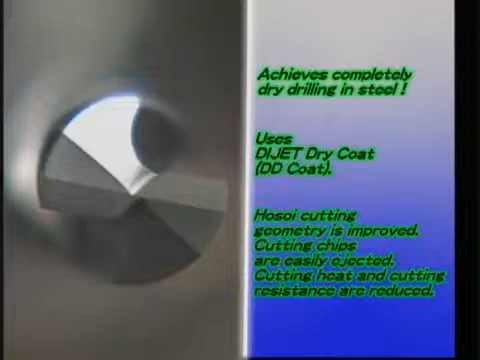 Achieves completely
dry drilling in steel !
Uses
DIJET Dry Coat
(DD Coat).
Hosoi cutting
geometry is improved.
Cutting chips
are easily ejected.
Cutting heat and cutting
resistance are reduced.